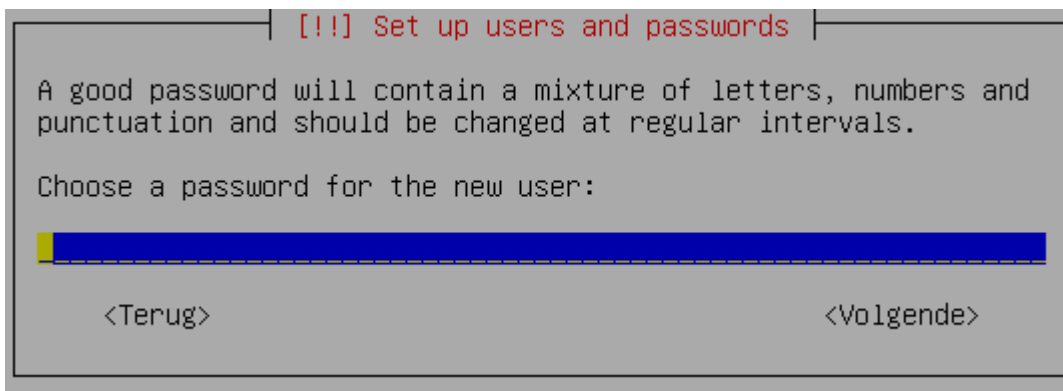 [!!] Set up users and passwords
A good password will contain a mixture of letters, numbers and
punctuation and should be changed at regular intervals.
Choose a password for the new user:
<Terug> <Volgende>